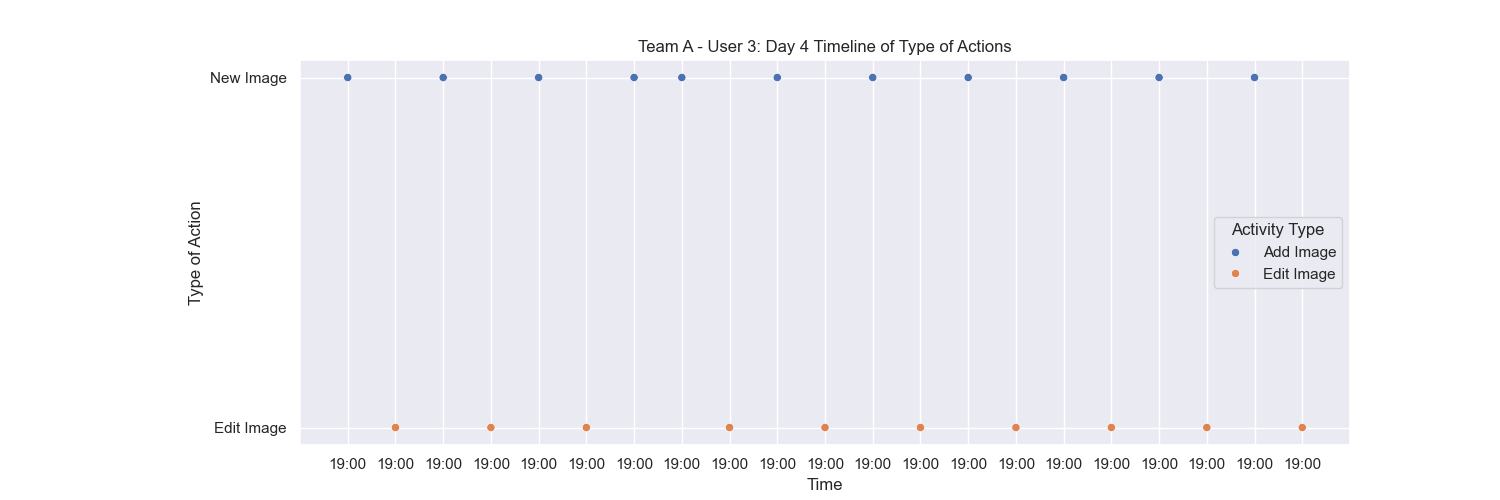 Team A - User 3: Day 4 Timeline of Type of Actions
New Image
Type of Action
Activity Type
Add Image
Edit Image
Edit Image
19:00 19:00 19:00 19:00 19:00 19:00 19:00 19:00 19:00 19:00 19:00 19:00 19:00 19:00 19:00 19:00 19:00 19:00 19:00 19:00 19:00
Time